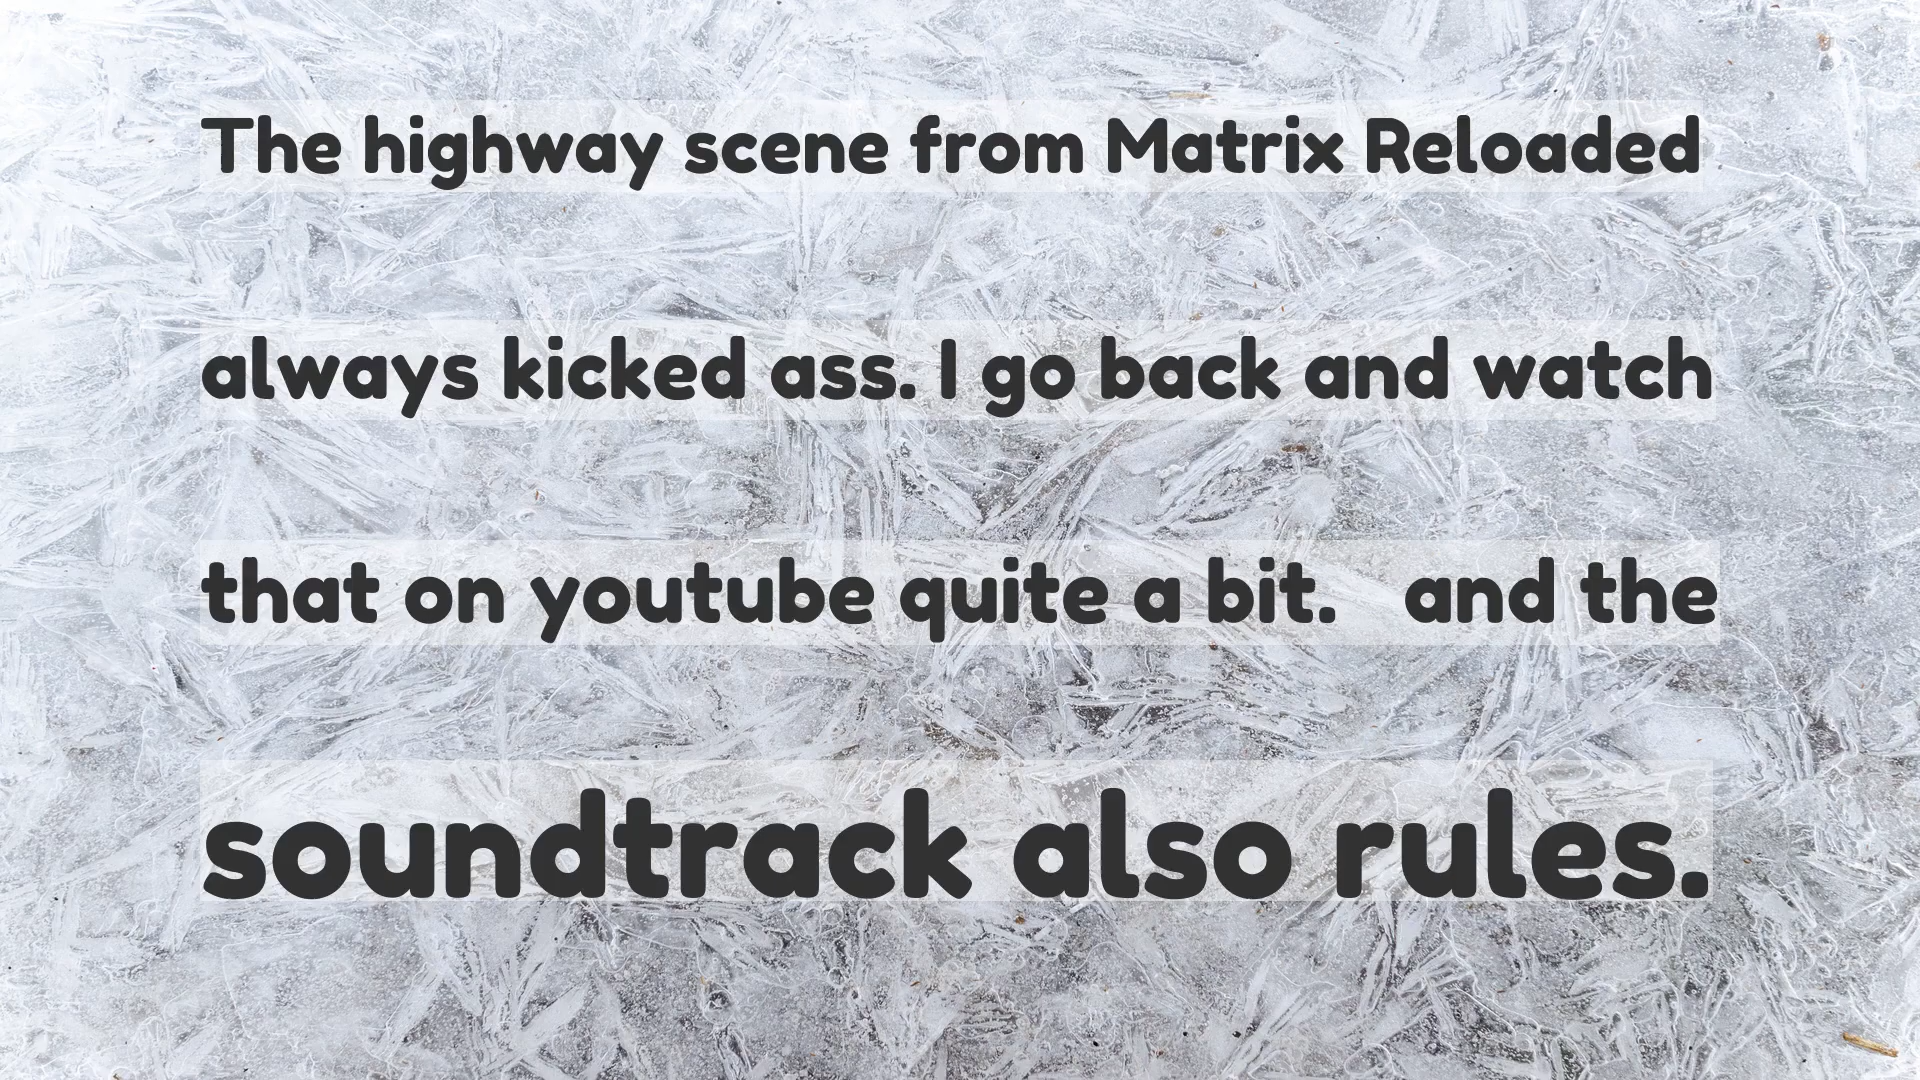 The highway scene from Matrix Reloaded
always kicked ass. I go back and watch
that on youtube quite a bit.   and the
soundtrack also rules.